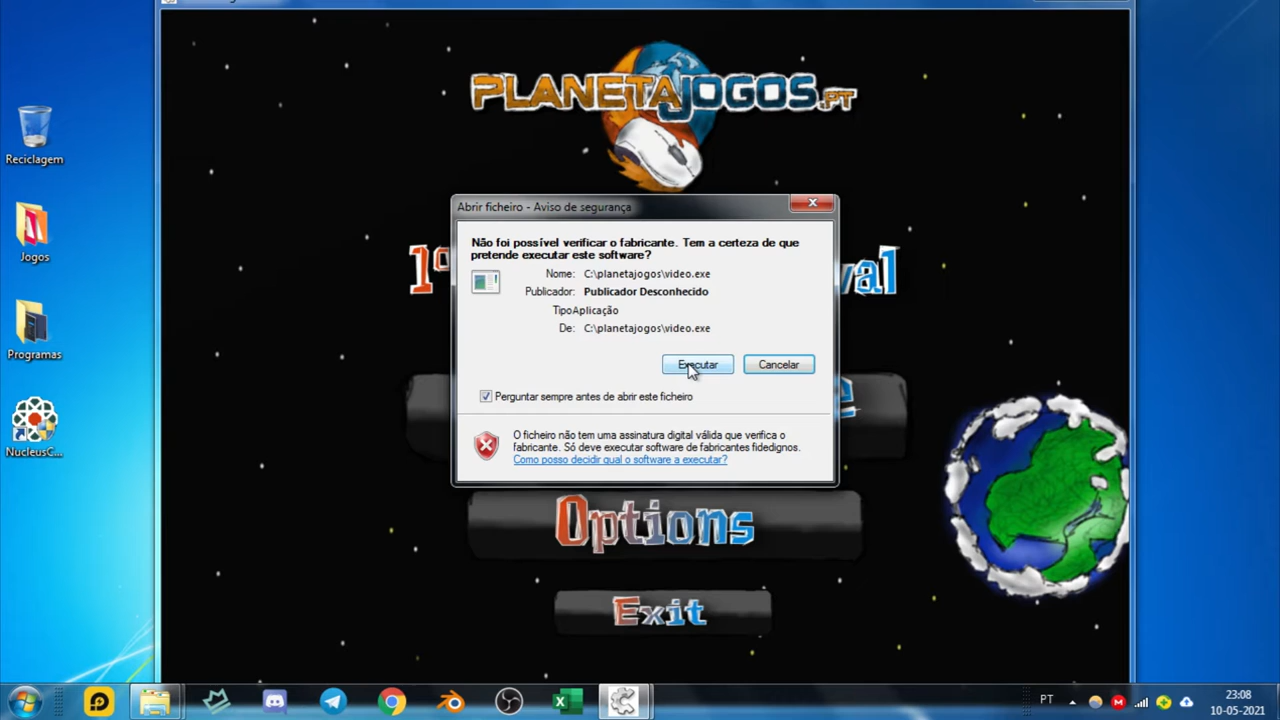 PLANETAJOGOS.PT
Reciclagem
Jogos
Programas
NucleusC...
Abrir ficheiro - Aviso de segurança
Não foi possível verificar o fabricante. Tem a certeza de que
pretende executar este software?
Nome: C:\planetajogos\video.exe
Publicador: Publicador Desconhecido
TipoAplicação
De: C:\planetajogos\video.exe
Executar Cancelar
Perguntar sempre antes de abrir este ficheiro
O ficheiro não tem uma assinatura digital válida que verifica o
fabricante. Só deve executar software de fabricantes fidedignos.
Como posso decidir qual o software a executar?
1º
val
e
Options
Exit
PT
23:08
10-05-2021